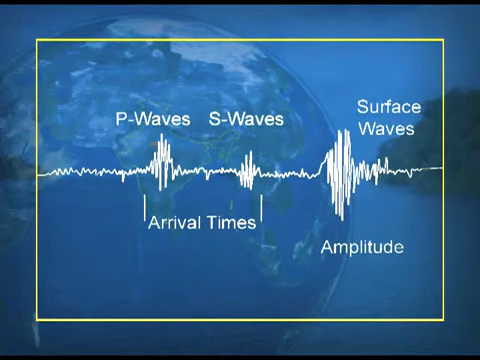 P-Waves S-Waves
Surface
Waves
Arrival Times
Amplitude